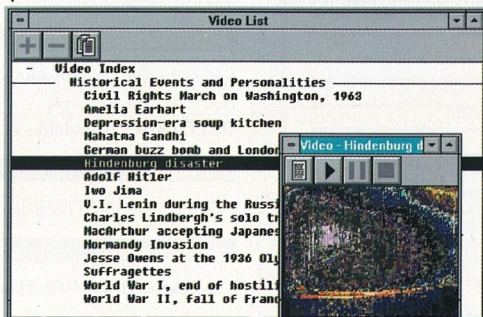 Video List
- Video Index
Historical Events and Personalities
Civil Rights March on Washington, 1963
Amelia Earhart
Depression-era soup kitchen
Mahatma Gandhi
German buzz bomb and London
Video - Hindenburg d
Hindenburg disaster
Adolf Hitler
Iwo Jima
V.I. Lenin during the Russi
Charles Lindbergh's solo tr
MacArthur accepting Japanes
Normandy Invasion
Jesse Owens at the 1936 Oly
Suffragettes
World War I, end of hostili
World War II, fall of Franc